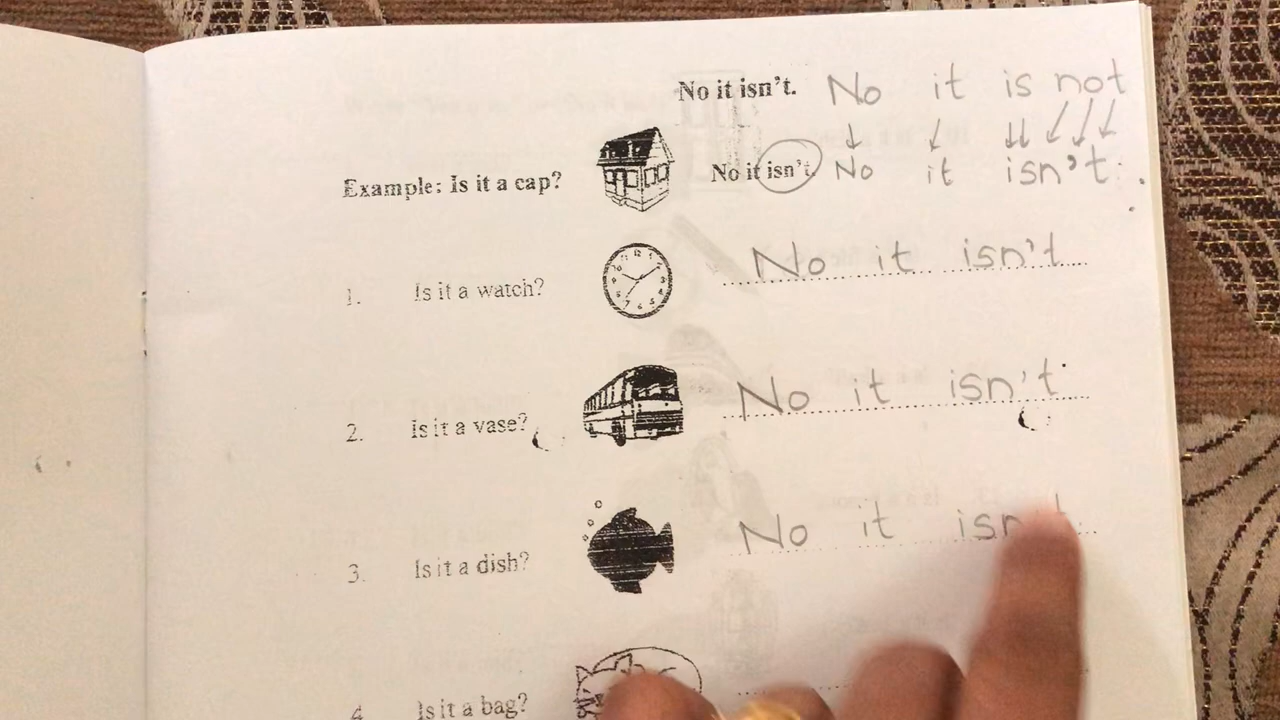 No it isn't. No it is not
Example: Is it a cap? No it isn't. No it isn't.
1. Is it a watch? No it isn't
2. Is it a vase? No it isn't.
3. Is it a dish? No it
4. Is it a bag?